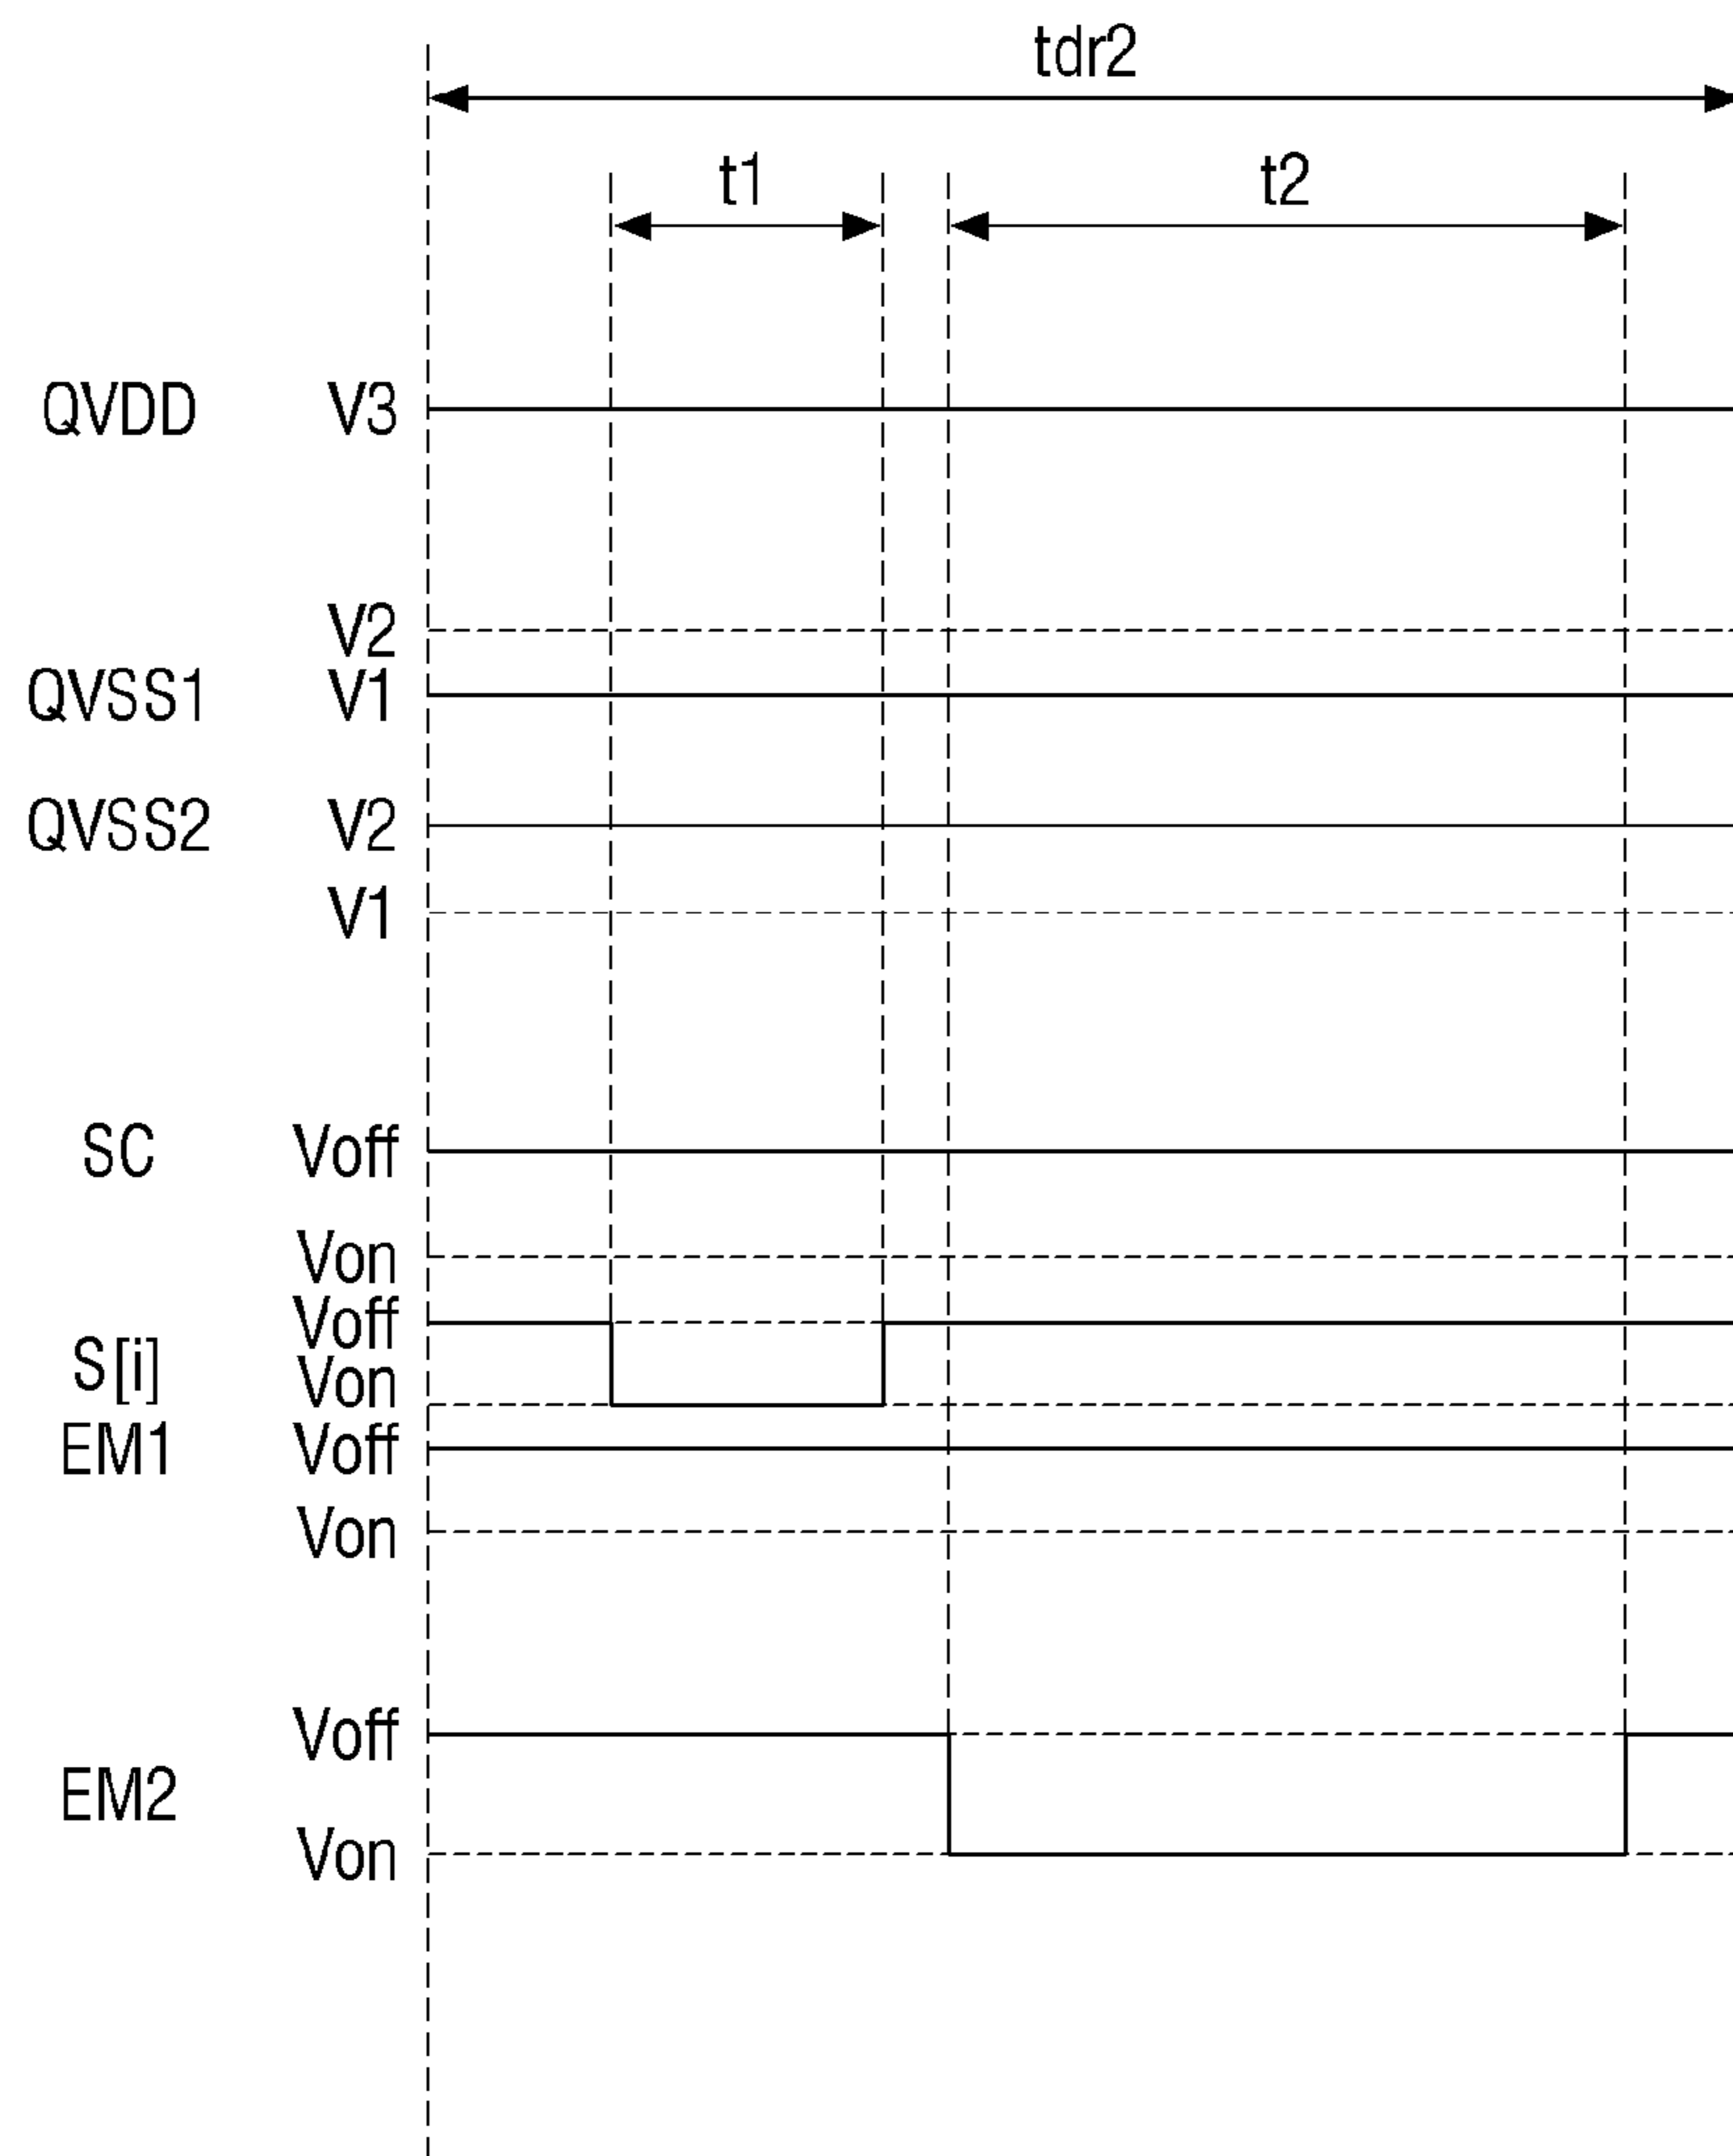 tdr2
t1 t2
QVDD V3
V2
QVSS1 V1
QVSS2 V2
V1
SC Voff
Von
Voff
S[i]
Von
EM1 Voff
Von
Voff
EM2
Von